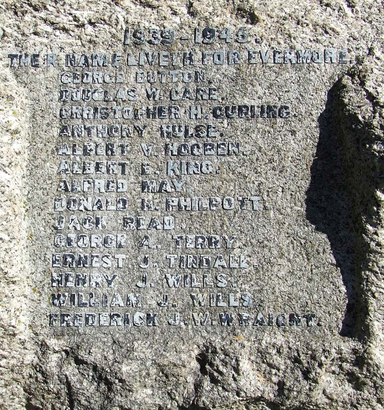 1939-1945.
THEIR NAME LIVETH FOR EVERMORE.
GEORGE BUTTON.
DOUGLAS W. CARE.
CHRISTOPHER H. CURLING.
ANTHONY HULSE.
ALBERT V. HOGBEN.
ALBERT E. KING.
ALFRED MAY.
DONALD H. PHILPOTT.
JACK READ.
GEORGE A. TERRY.
ERNEST J. TINDALL.
HENRY J. WILLS.
WILLIAM J. WILLS.
FREDERICK J. W. WRAIGHT.